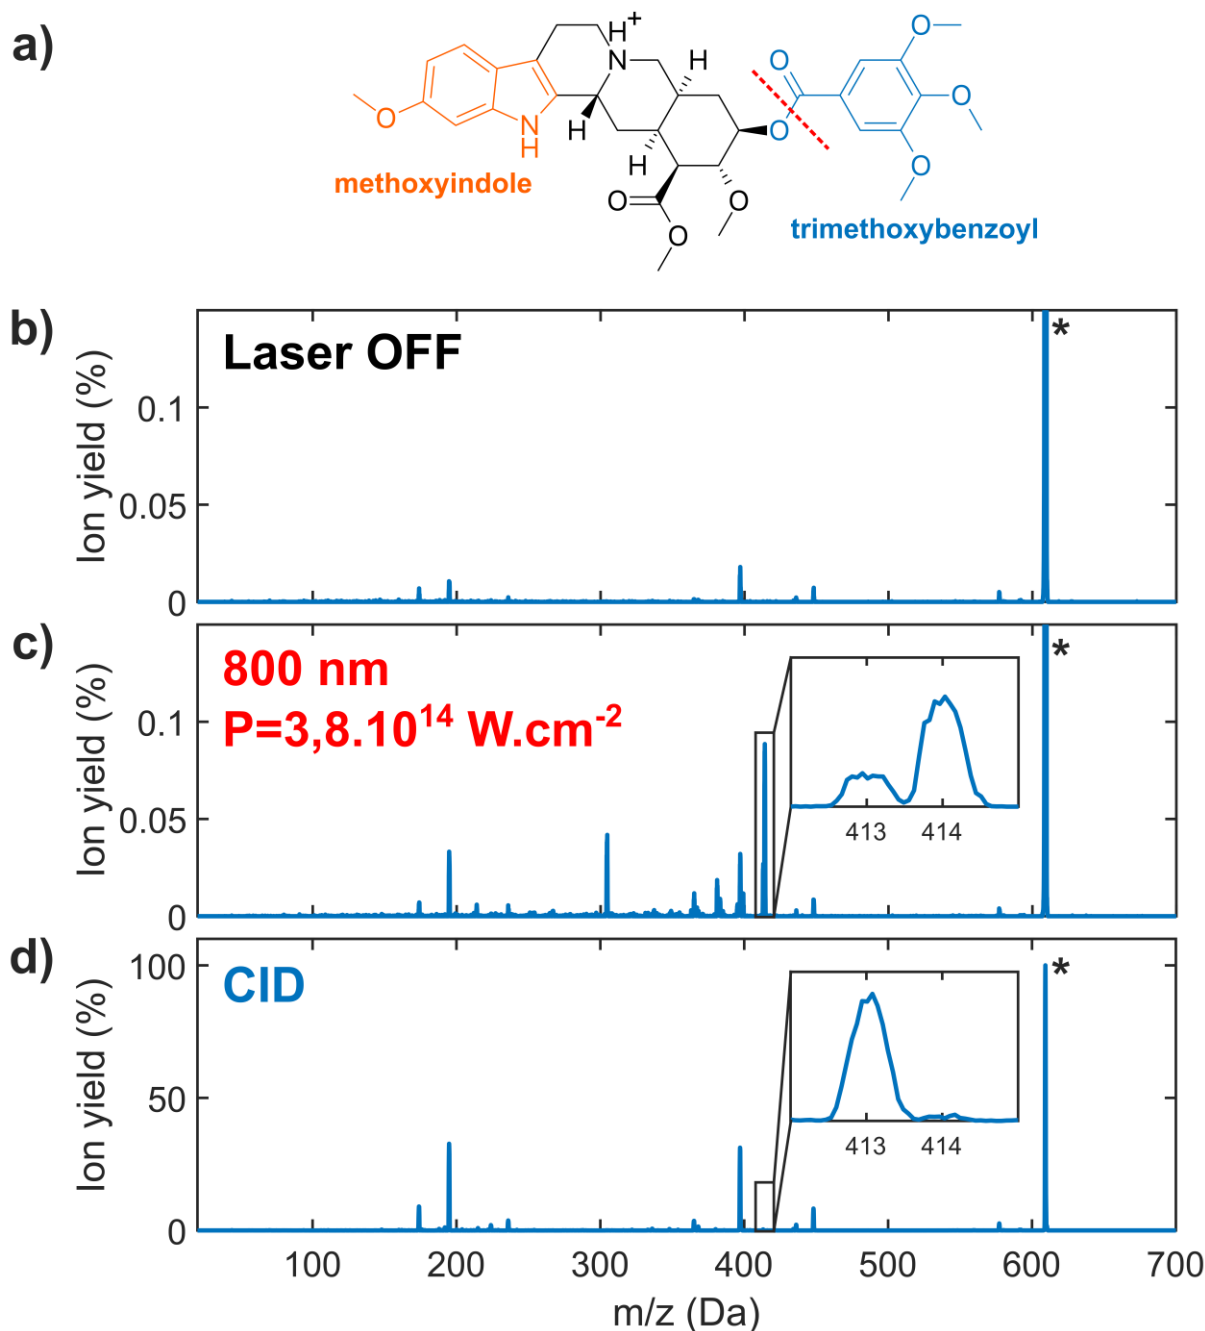 a)
H+
N
H
H
H
N
H
O
O
O
O
O
O
O
O
O
methoxyindole
trimethoxybenzoyl
b)
Laser OFF
*
Ion yield (%)
0.1
0.05
0
c)
800 nm
P=3,8.10¹⁴ W.cm⁻²
*
Ion yield (%)
0.1
0.05
0
413 414
d)
CID
*
Ion yield (%)
100
50
0
413 414
100 200 300 400 500 600 700
m/z (Da)